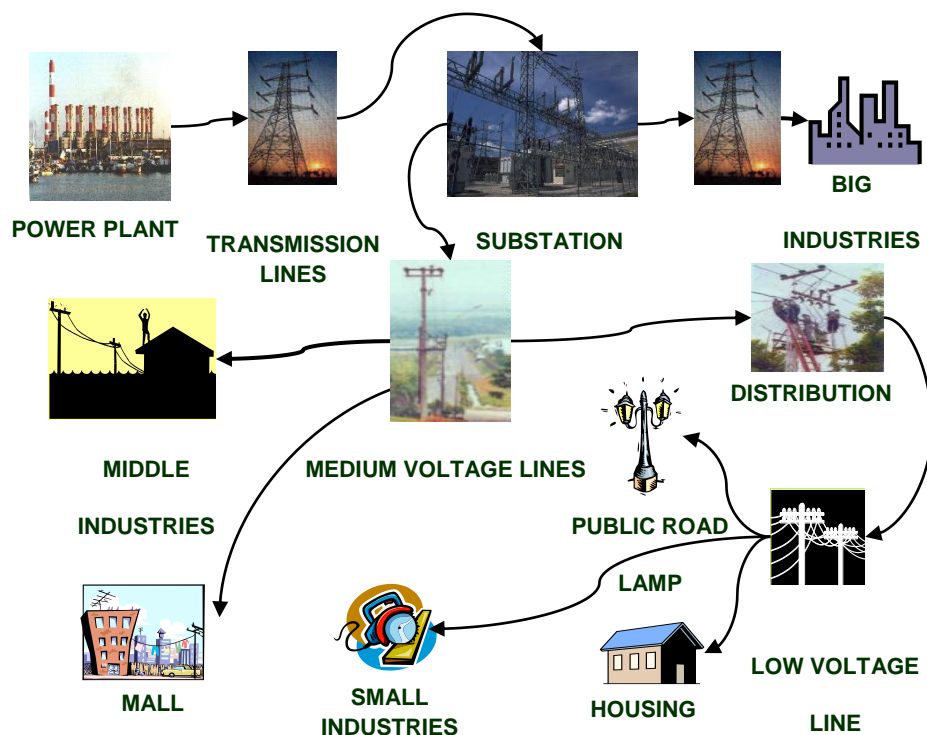 POWER PLANT
TRANSMISSION
LINES
SUBSTATION
BIG
INDUSTRIES
MIDDLE
INDUSTRIES
MEDIUM VOLTAGE LINES
DISTRIBUTION
PUBLIC ROAD
LAMP
MALL
SMALL
INDUSTRIES
HOUSING
LOW VOLTAGE
LINE